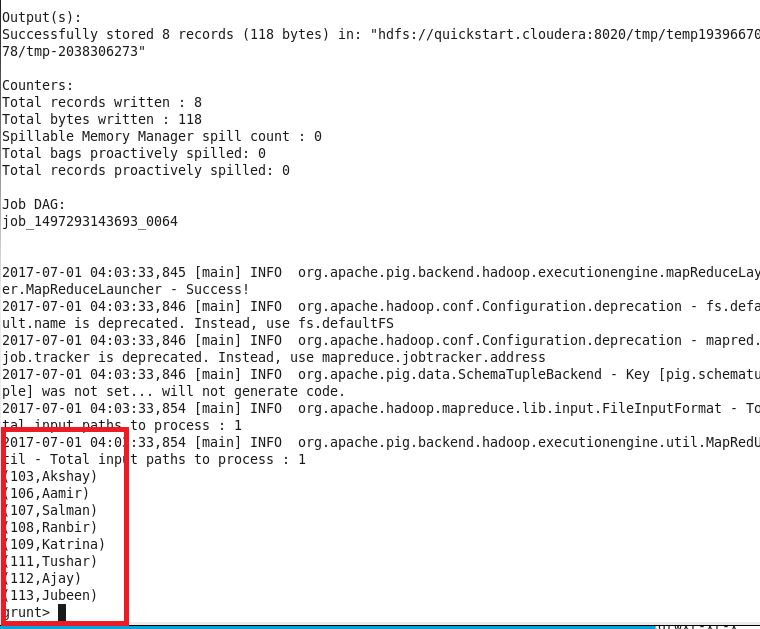 Output(s):
Successfully stored 8 records (118 bytes) in: "hdfs://quickstart.cloudera:8020/tmp/temp19396670
78/tmp-2038306273"
Counters:
Total records written : 8
Total bytes written : 118
Spillable Memory Manager spill count : 0
Total bags proactively spilled: 0
Total records proactively spilled: 0
Job DAG:
job_1497293143693_0064
2017-07-01 04:03:33,845 [main] INFO  org.apache.pig.backend.hadoop.executionengine.mapReduceLay
er.MapReduceLauncher - Success!
2017-07-01 04:03:33,846 [main] INFO  org.apache.hadoop.conf.Configuration.deprecation - fs.defa
ult.name is deprecated. Instead, use fs.defaultFS
2017-07-01 04:03:33,846 [main] INFO  org.apache.hadoop.conf.Configuration.deprecation - mapred.
job.tracker is deprecated. Instead, use mapreduce.jobtracker.address
2017-07-01 04:03:33,846 [main] INFO  org.apache.pig.data.SchemaTupleBackend - Key [pig.schematu
ple] was not set... will not generate code.
2017-07-01 04:03:33,854 [main] INFO  org.apache.hadoop.mapreduce.lib.input.FileInputFormat - To
tal input paths to process : 1
2017-07-01 04:03:33,854 [main] INFO  org.apache.pig.backend.hadoop.executionengine.util.MapRedU
til - Total input paths to process : 1
(103,Akshay)
(106,Aamir)
(107,Salman)
(108,Ranbir)
(109,Katrina)
(111,Tushar)
(112,Ajay)
(113,Jubeen)
grunt>